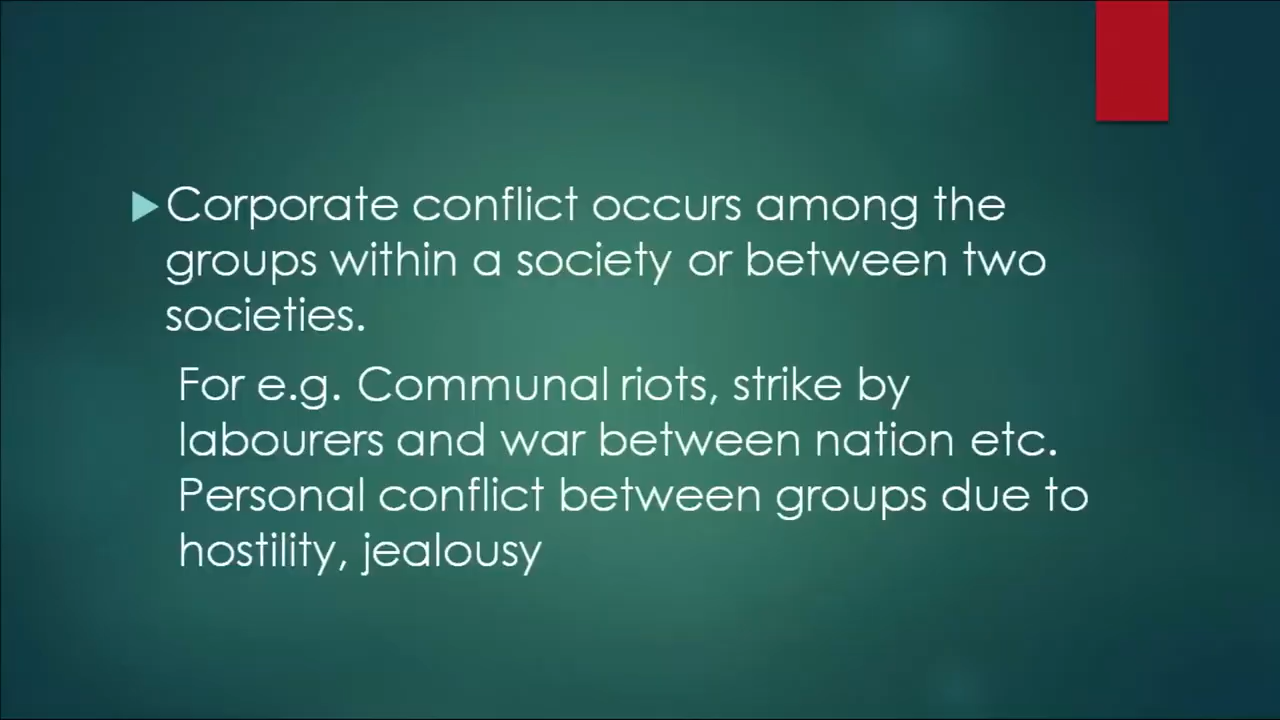 Corporate conflict occurs among the
groups within a society or between two
societies.
For e.g. Communal riots, strike by
labourers and war between nation etc.
Personal conflict between groups due to
hostility, jealousy